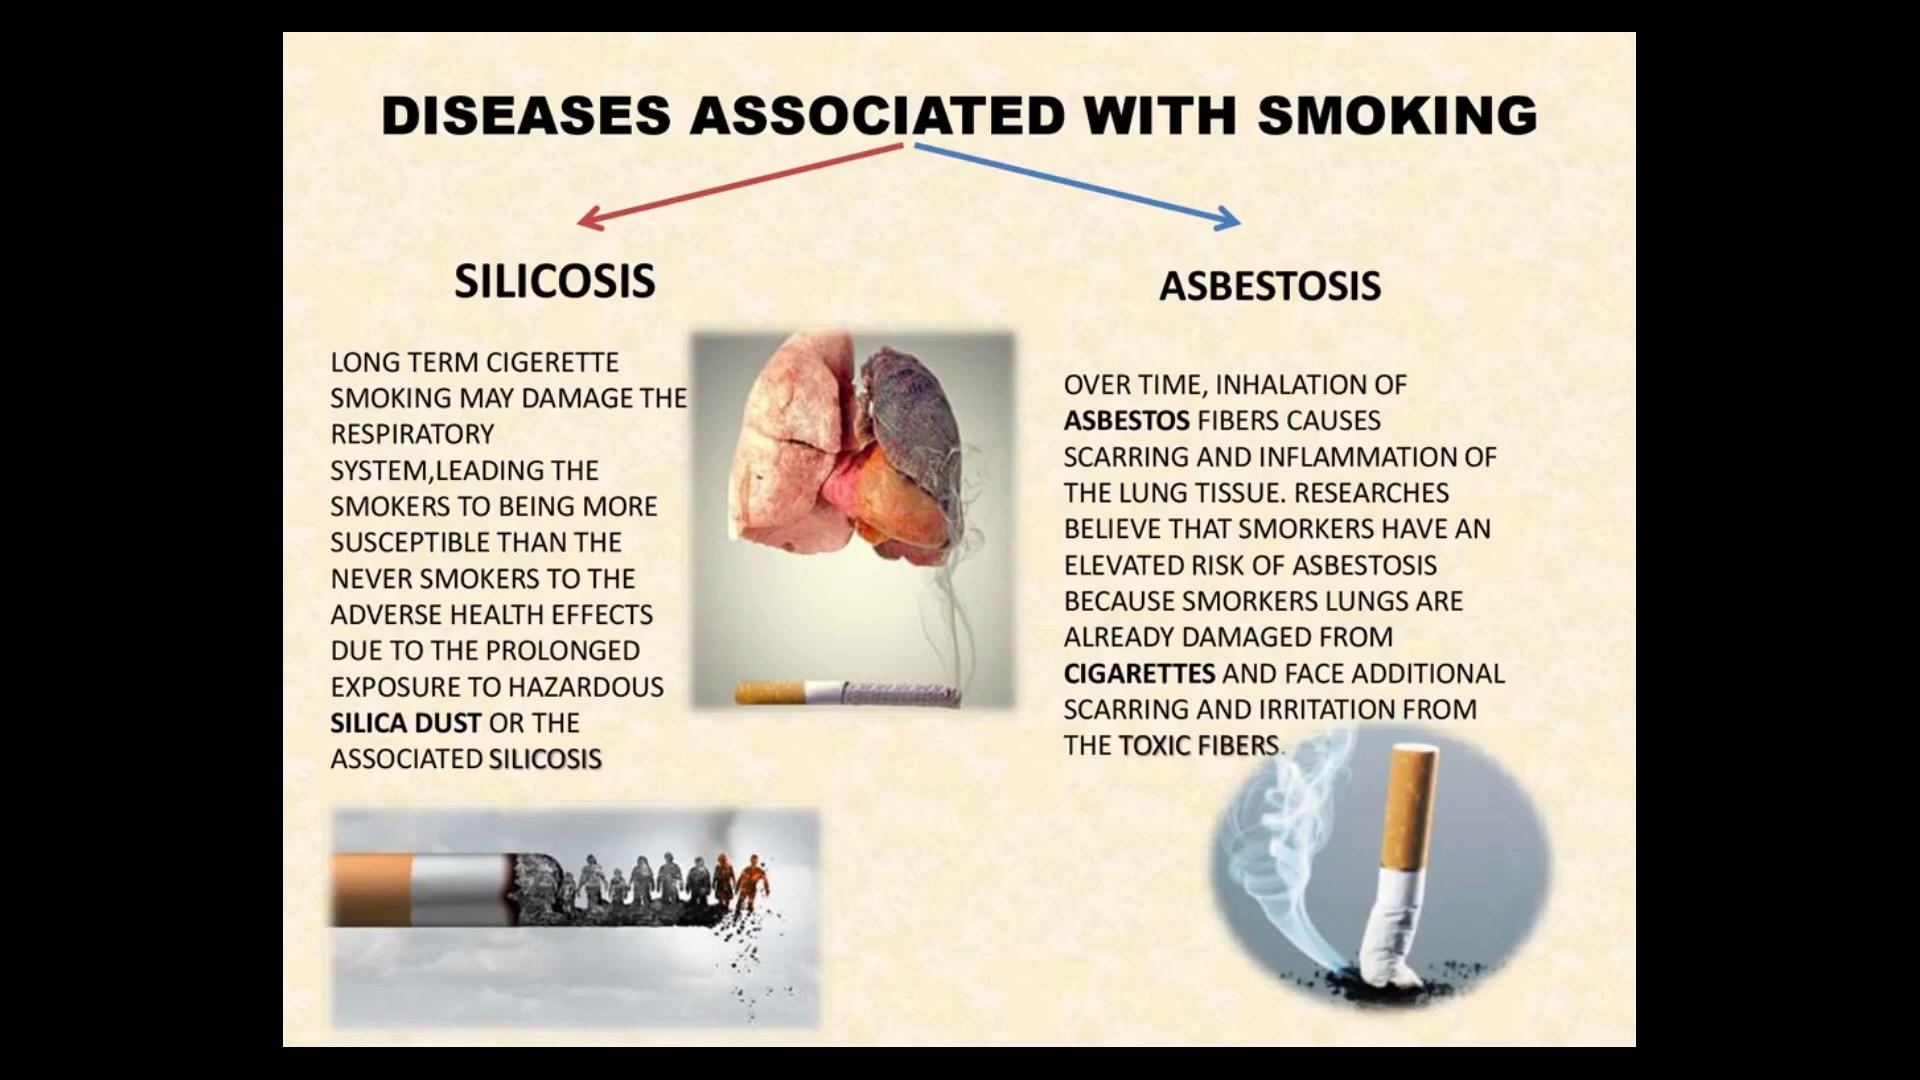 DISEASES ASSOCIATED WITH SMOKING
SILICOSIS
LONG TERM CIGERETTE
SMOKING MAY DAMAGE THE
RESPIRATORY
SYSTEM,LEADING THE
SMOKERS TO BEING MORE
SUSCEPTIBLE THAN THE
NEVER SMOKERS TO THE
ADVERSE HEALTH EFFECTS
DUE TO THE PROLONGED
EXPOSURE TO HAZARDOUS
SILICA DUST OR THE
ASSOCIATED SILICOSIS
ASBESTOSIS
OVER TIME, INHALATION OF
ASBESTOS FIBERS CAUSES
SCARRING AND INFLAMMATION OF
THE LUNG TISSUE. RESEARCHES
BELIEVE THAT SMORKERS HAVE AN
ELEVATED RISK OF ASBESTOSIS
BECAUSE SMORKERS LUNGS ARE
ALREADY DAMAGED FROM
CIGARETTES AND FACE ADDITIONAL
SCARRING AND IRRITATION FROM
THE TOXIC FIBERS.